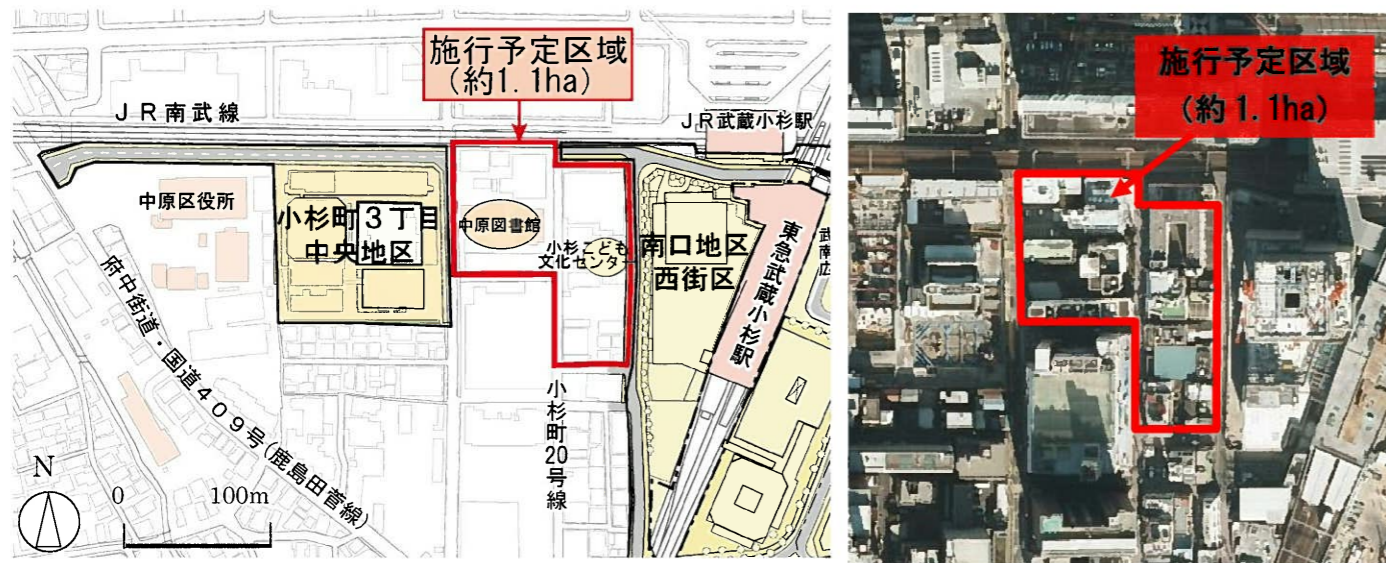 施行予定区域
(約1.1ha)
JR南武線
JR武蔵小杉駅
中原区役所
小杉町3丁目
中央地区
中原図書館
小杉こども
文化センター
南口地区
西街区
東急武蔵小杉駅
武南広
府中街道・国道409号(鹿島田菅線)
小杉町20号線
N
0 100m
施行予定区域
(約1.1ha)